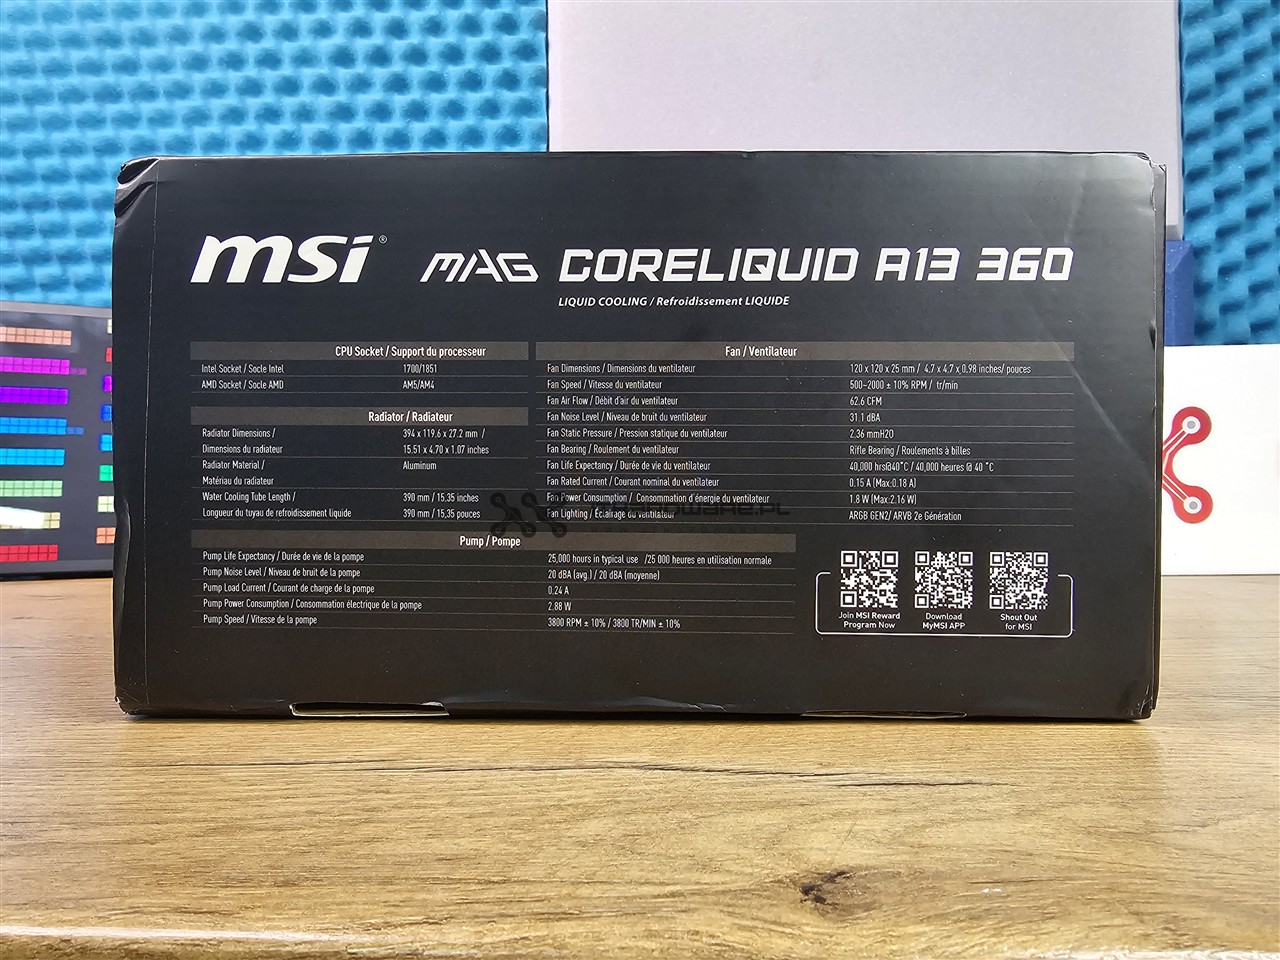 msi®
MAG CORELIQUID A13 360
LIQUID COOLING / Refroidissement LIQUIDE
CPU Socket / Support du processeur
Intel Socket / Socle Intel 1700/1851
AMD Socket / Socle AMD AM5/AM4
Radiator / Radiateur
Radiator Dimensions / 394 x 119.6 x 27.2 mm /
Dimensions du radiateur 15.51 x 4.70 x 1.07 inches
Radiator Material / Aluminum
Matériau du radiateur
Water Cooling Tube Length / 390 mm / 15,35 inches
Longueur du tuyau de refroidissement liquide 390 mm / 15,35 pouces
Fan / Ventilateur
Fan Dimensions / Dimensions du ventilateur 120 x 120 x 25 mm / 4.7 x 4.7 x 0.98 inches/ pouces
Fan Speed / Vitesse du ventilateur 500-2000 ± 10% RPM / tr/min
Fan Air Flow / Débit d'air du ventilateur 62.6 CFM
Fan Noise Level / Niveau de bruit du ventilateur 31.1 dBA
Fan Static Pressure / Pression statique du ventilateur 2.36 mmH2O
Fan Bearing / Roulement du ventilateur Rifle Bearing / Roulements à billes
Fan Life Expectancy / Durée de vie du ventilateur 40,000 hrs@40°C / 40,000 heures @ 40 °C
Fan Rated Current / Courant nominal du ventilateur 0.15 A (Max:0.18 A)
Fan Power Consumption / Consommation d'énergie du ventilateur 1.8 W (Max:2.16 W)
Fan Lighting / Éclairage du ventilateur ARGB GEN2/ ARVB 2e Génération
Pump / Pompe
Pump Life Expectancy / Durée de vie de la pompe 25,000 hours in typical use /25 000 heures en utilisation normale
Pump Noise Level / Niveau de bruit de la pompe 20 dBA (avg.) / 20 dBA (moyenne)
Pump Load Current / Courant de charge de la pompe 0.24 A
Pump Power Consumption / Consommation électrique de la pompe 2.88 W
Pump Speed / Vitesse de la pompe 3800 RPM ± 10% / 3800 TR/MIN ± 10%
Join MSI Reward
Program Now
Download
MyMSI APP
Shout Out
for MSI